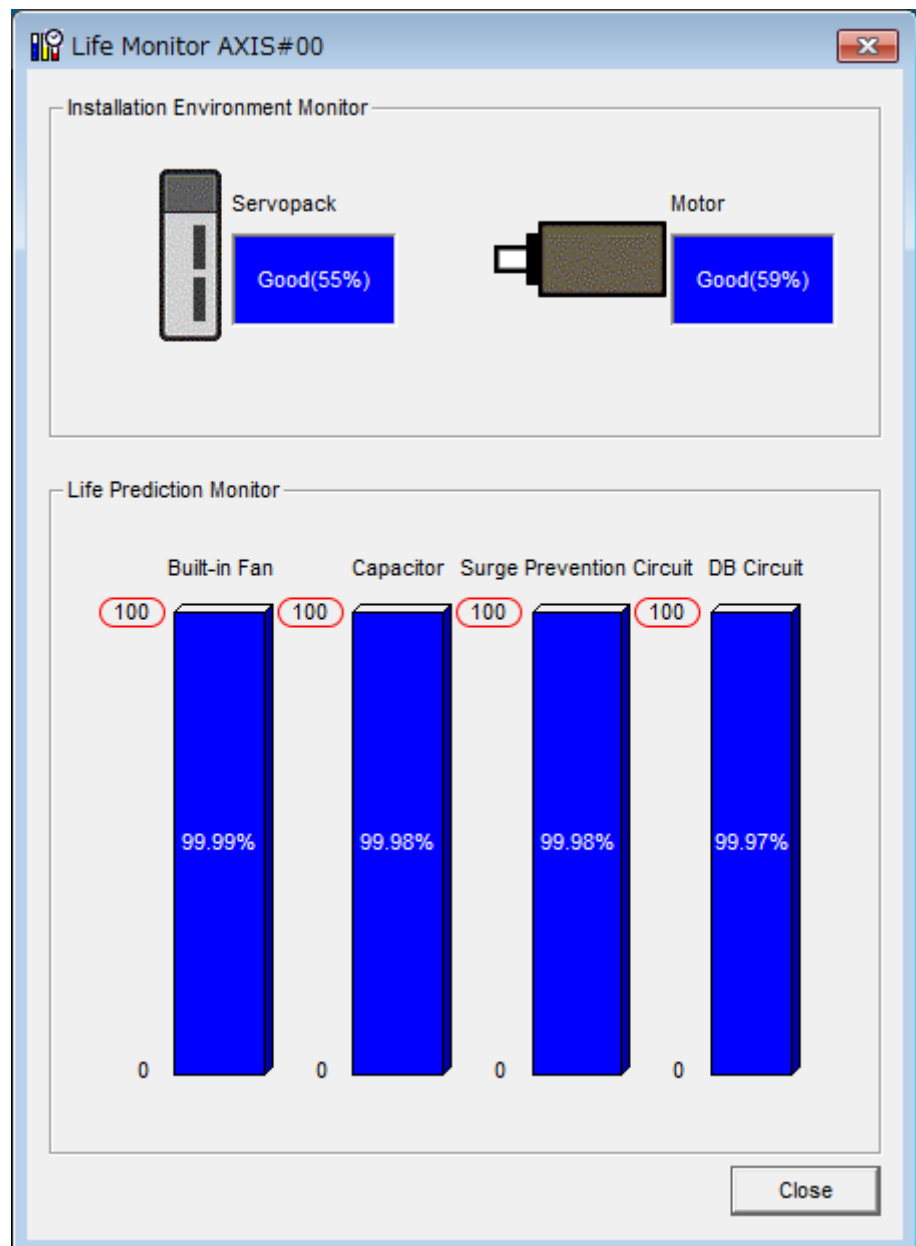 Life Monitor AXIS#00
Installation Environment Monitor
Servopack
Motor
Good(55%)
Good(59%)
Life Prediction Monitor
Built-in Fan
Capacitor
Surge Prevention Circuit
DB Circuit
100
100
100
100
99.99%
99.98%
99.98%
99.97%
0
0
0
0
Close